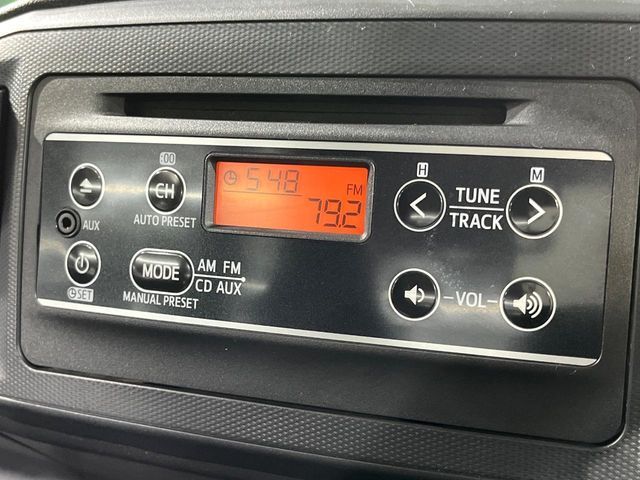 :00
CH
AUTO PRESET
AUX
SET
MODE
MANUAL PRESET
AM FM
CD AUX
5:48
FM
79.2
H
M
TUNE
TRACK
VOL